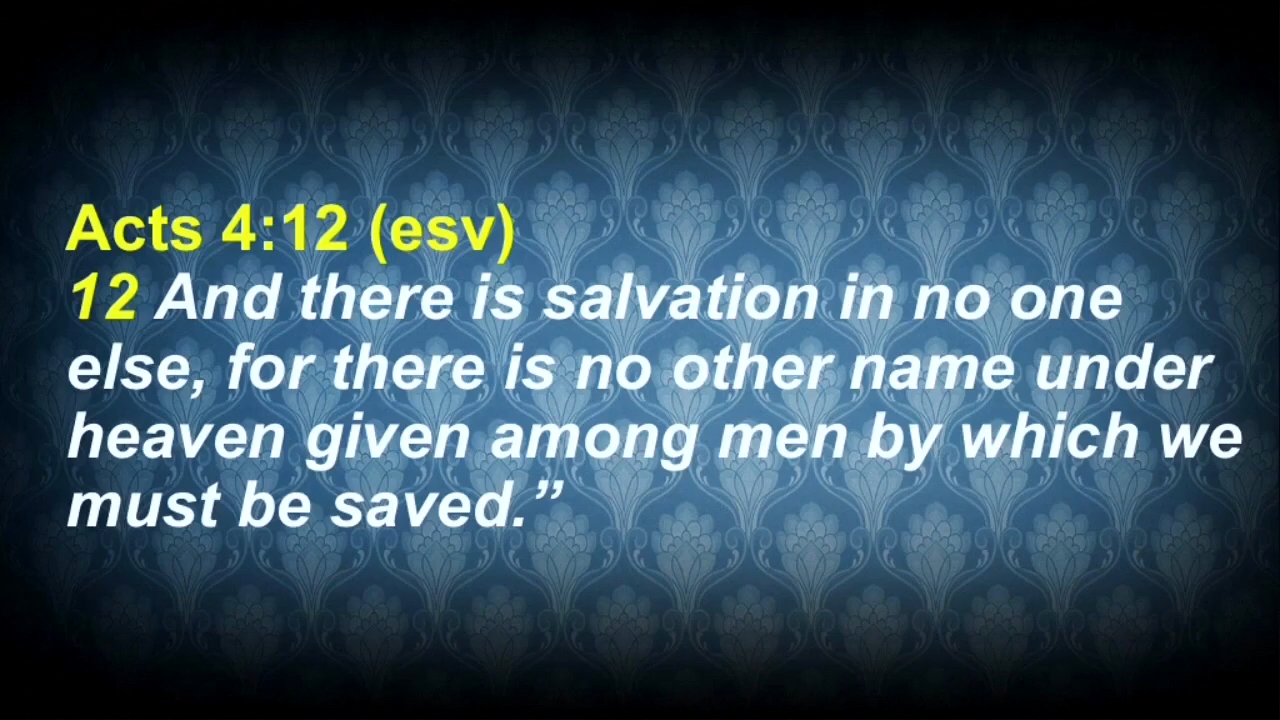 Acts 4:12 (esv)
12 And there is salvation in no one
else, for there is no other name under
heaven given among men by which we
must be saved.”